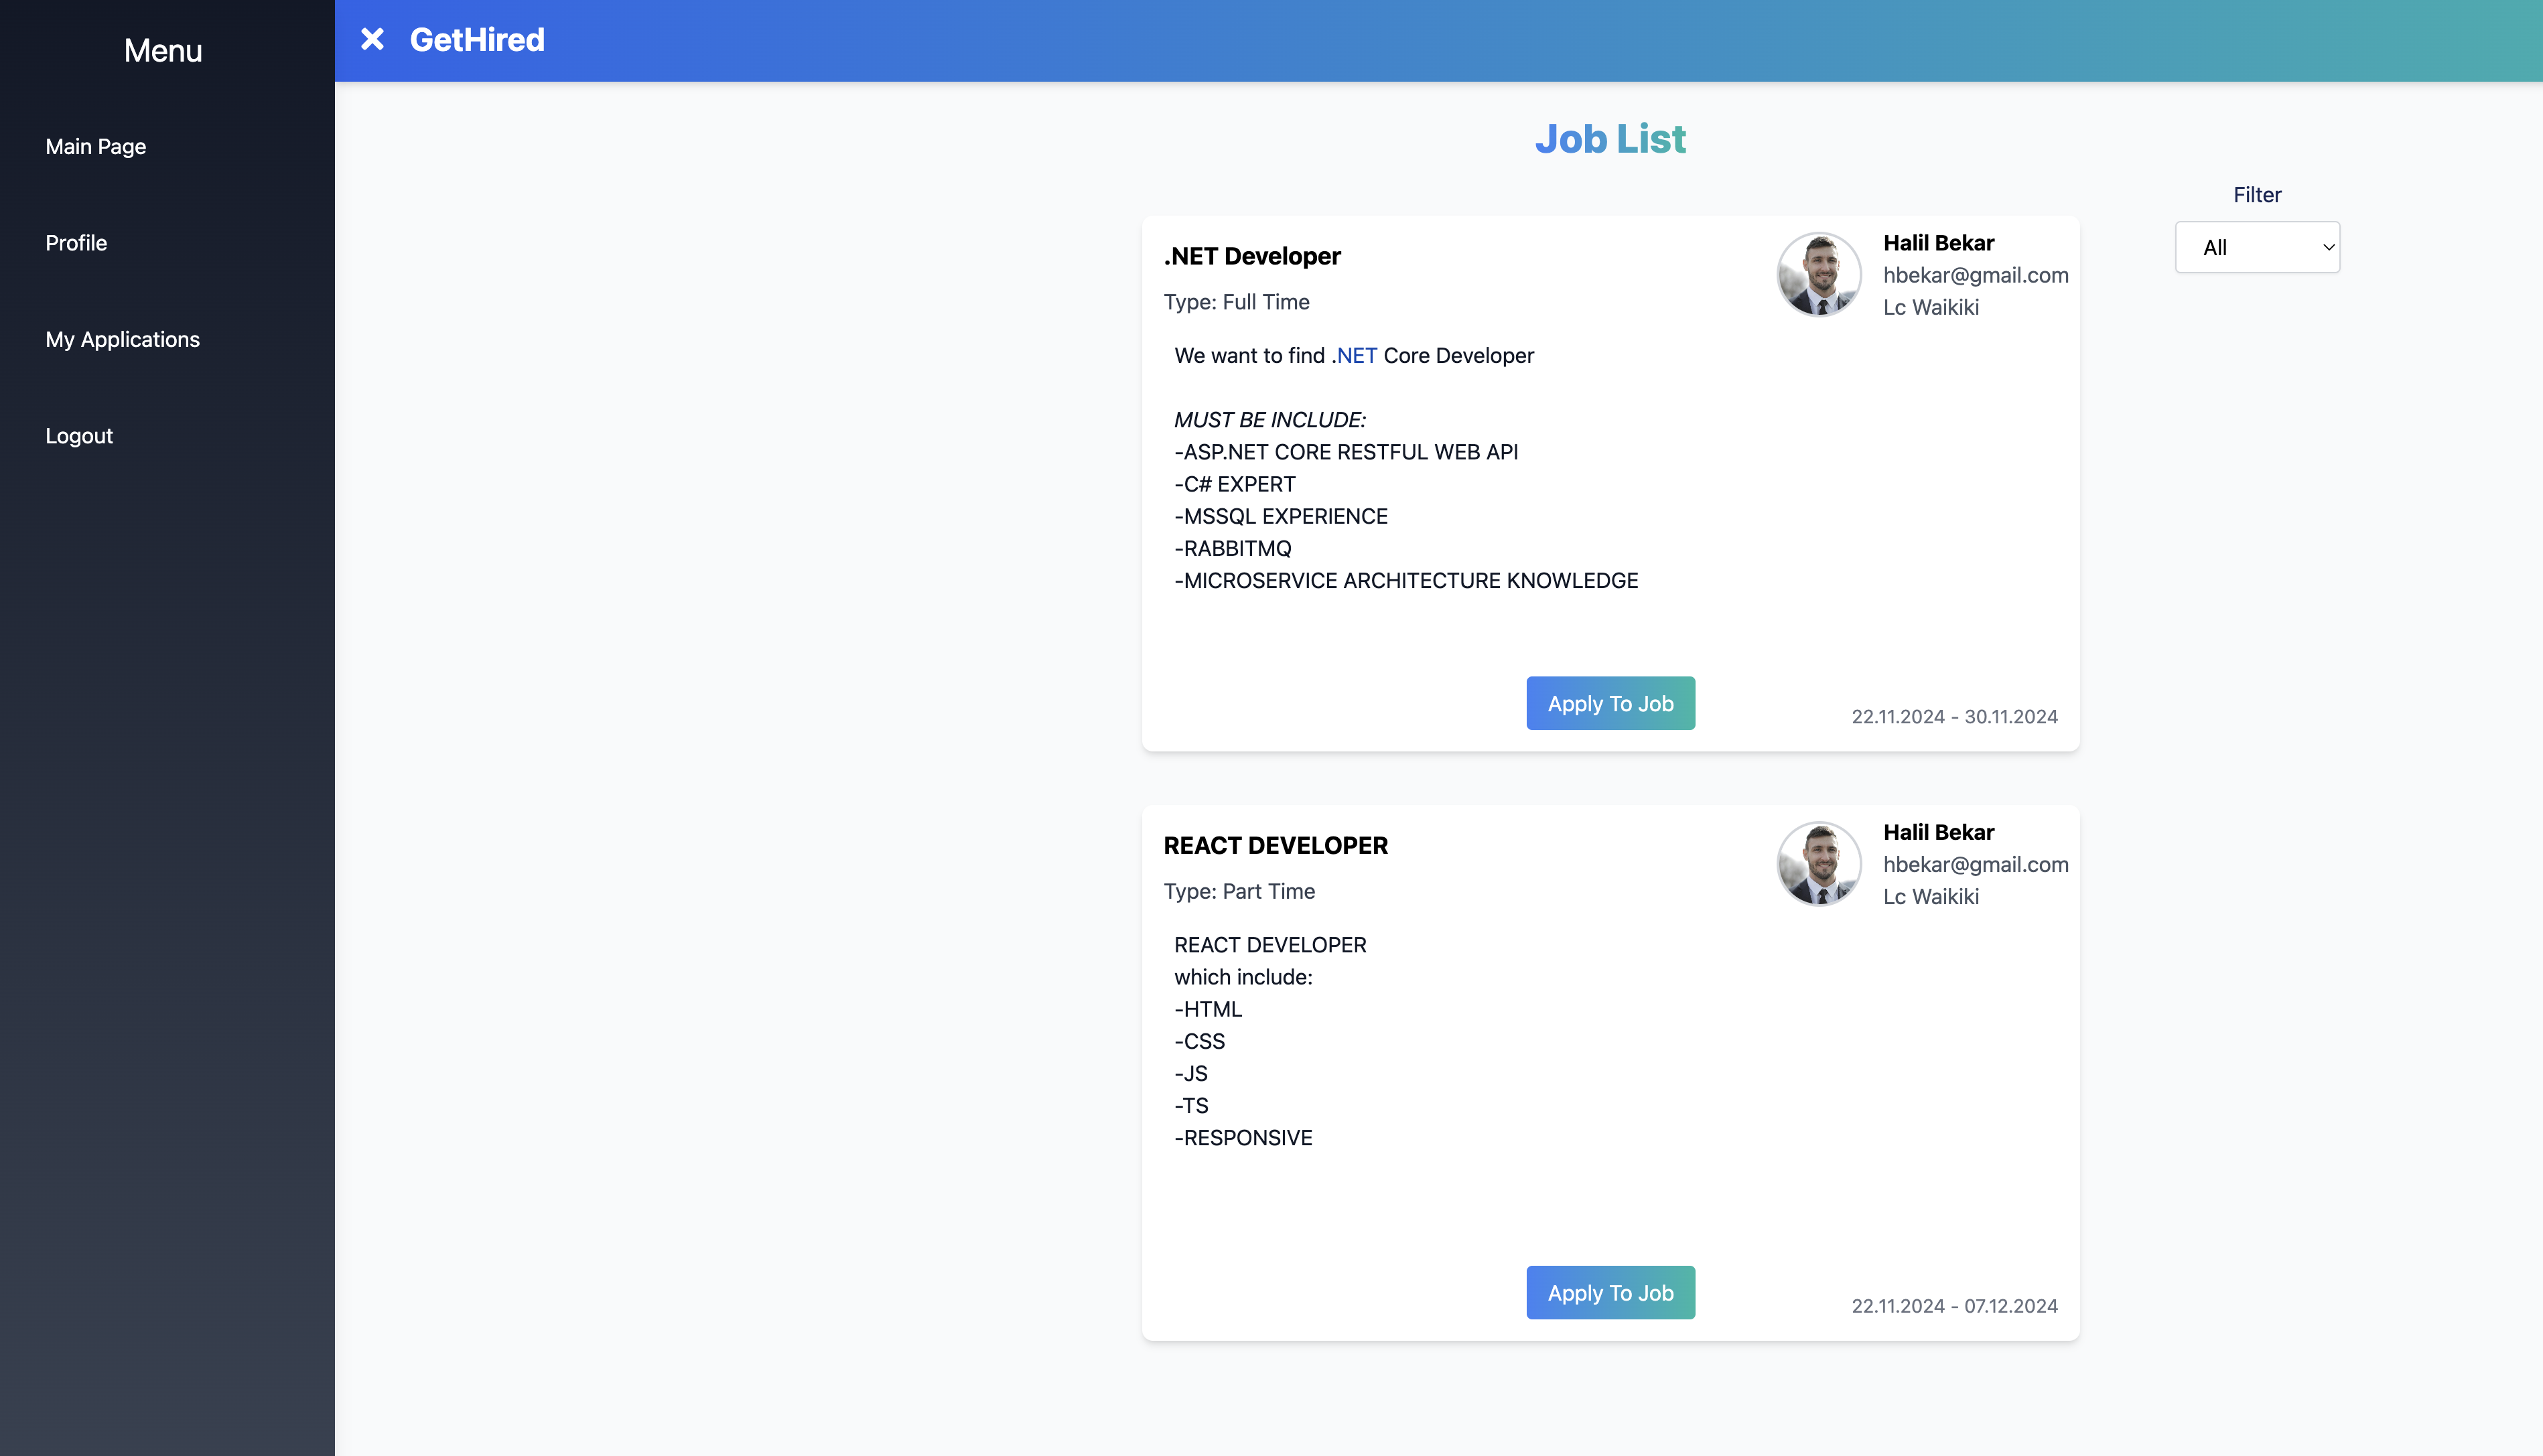 Menu
Main Page
Profile
My Applications
Logout
GetHired
Job List
Filter
All
.NET Developer
Type: Full Time
Halil Bekar
hbekar@gmail.com
Lc Waikiki
We want to find .NET Core Developer
MUST BE INCLUDE:
-ASP.NET CORE RESTFUL WEB API
-C# EXPERT
-MSSQL EXPERIENCE
-RABBITMQ
-MICROSERVICE ARCHITECTURE KNOWLEDGE
Apply To Job
22.11.2024 - 30.11.2024
REACT DEVELOPER
Type: Part Time
Halil Bekar
hbekar@gmail.com
Lc Waikiki
REACT DEVELOPER
which include:
-HTML
-CSS
-JS
-TS
-RESPONSIVE
Apply To Job
22.11.2024 - 07.12.2024